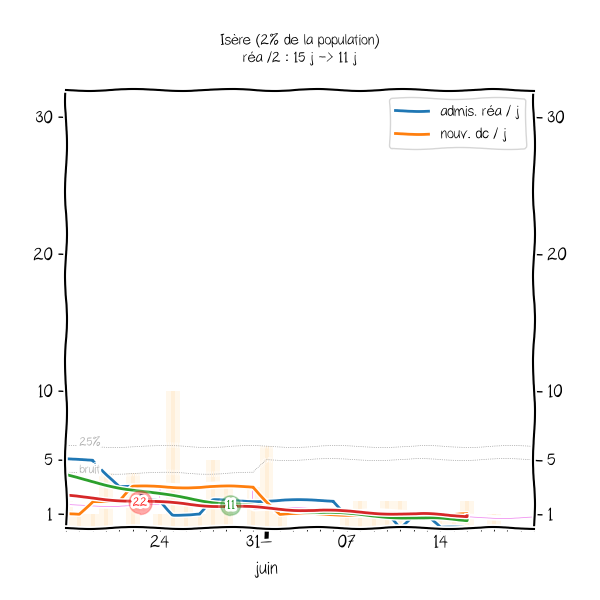 Isère (2% de la population)
réa /2 : 15 j -> 11 j
admis. réa / j
nouv. dc / j
30
30
20
20
10
10
25%
5
5
bruit
22
11
1
1
24
31
07
14
juin